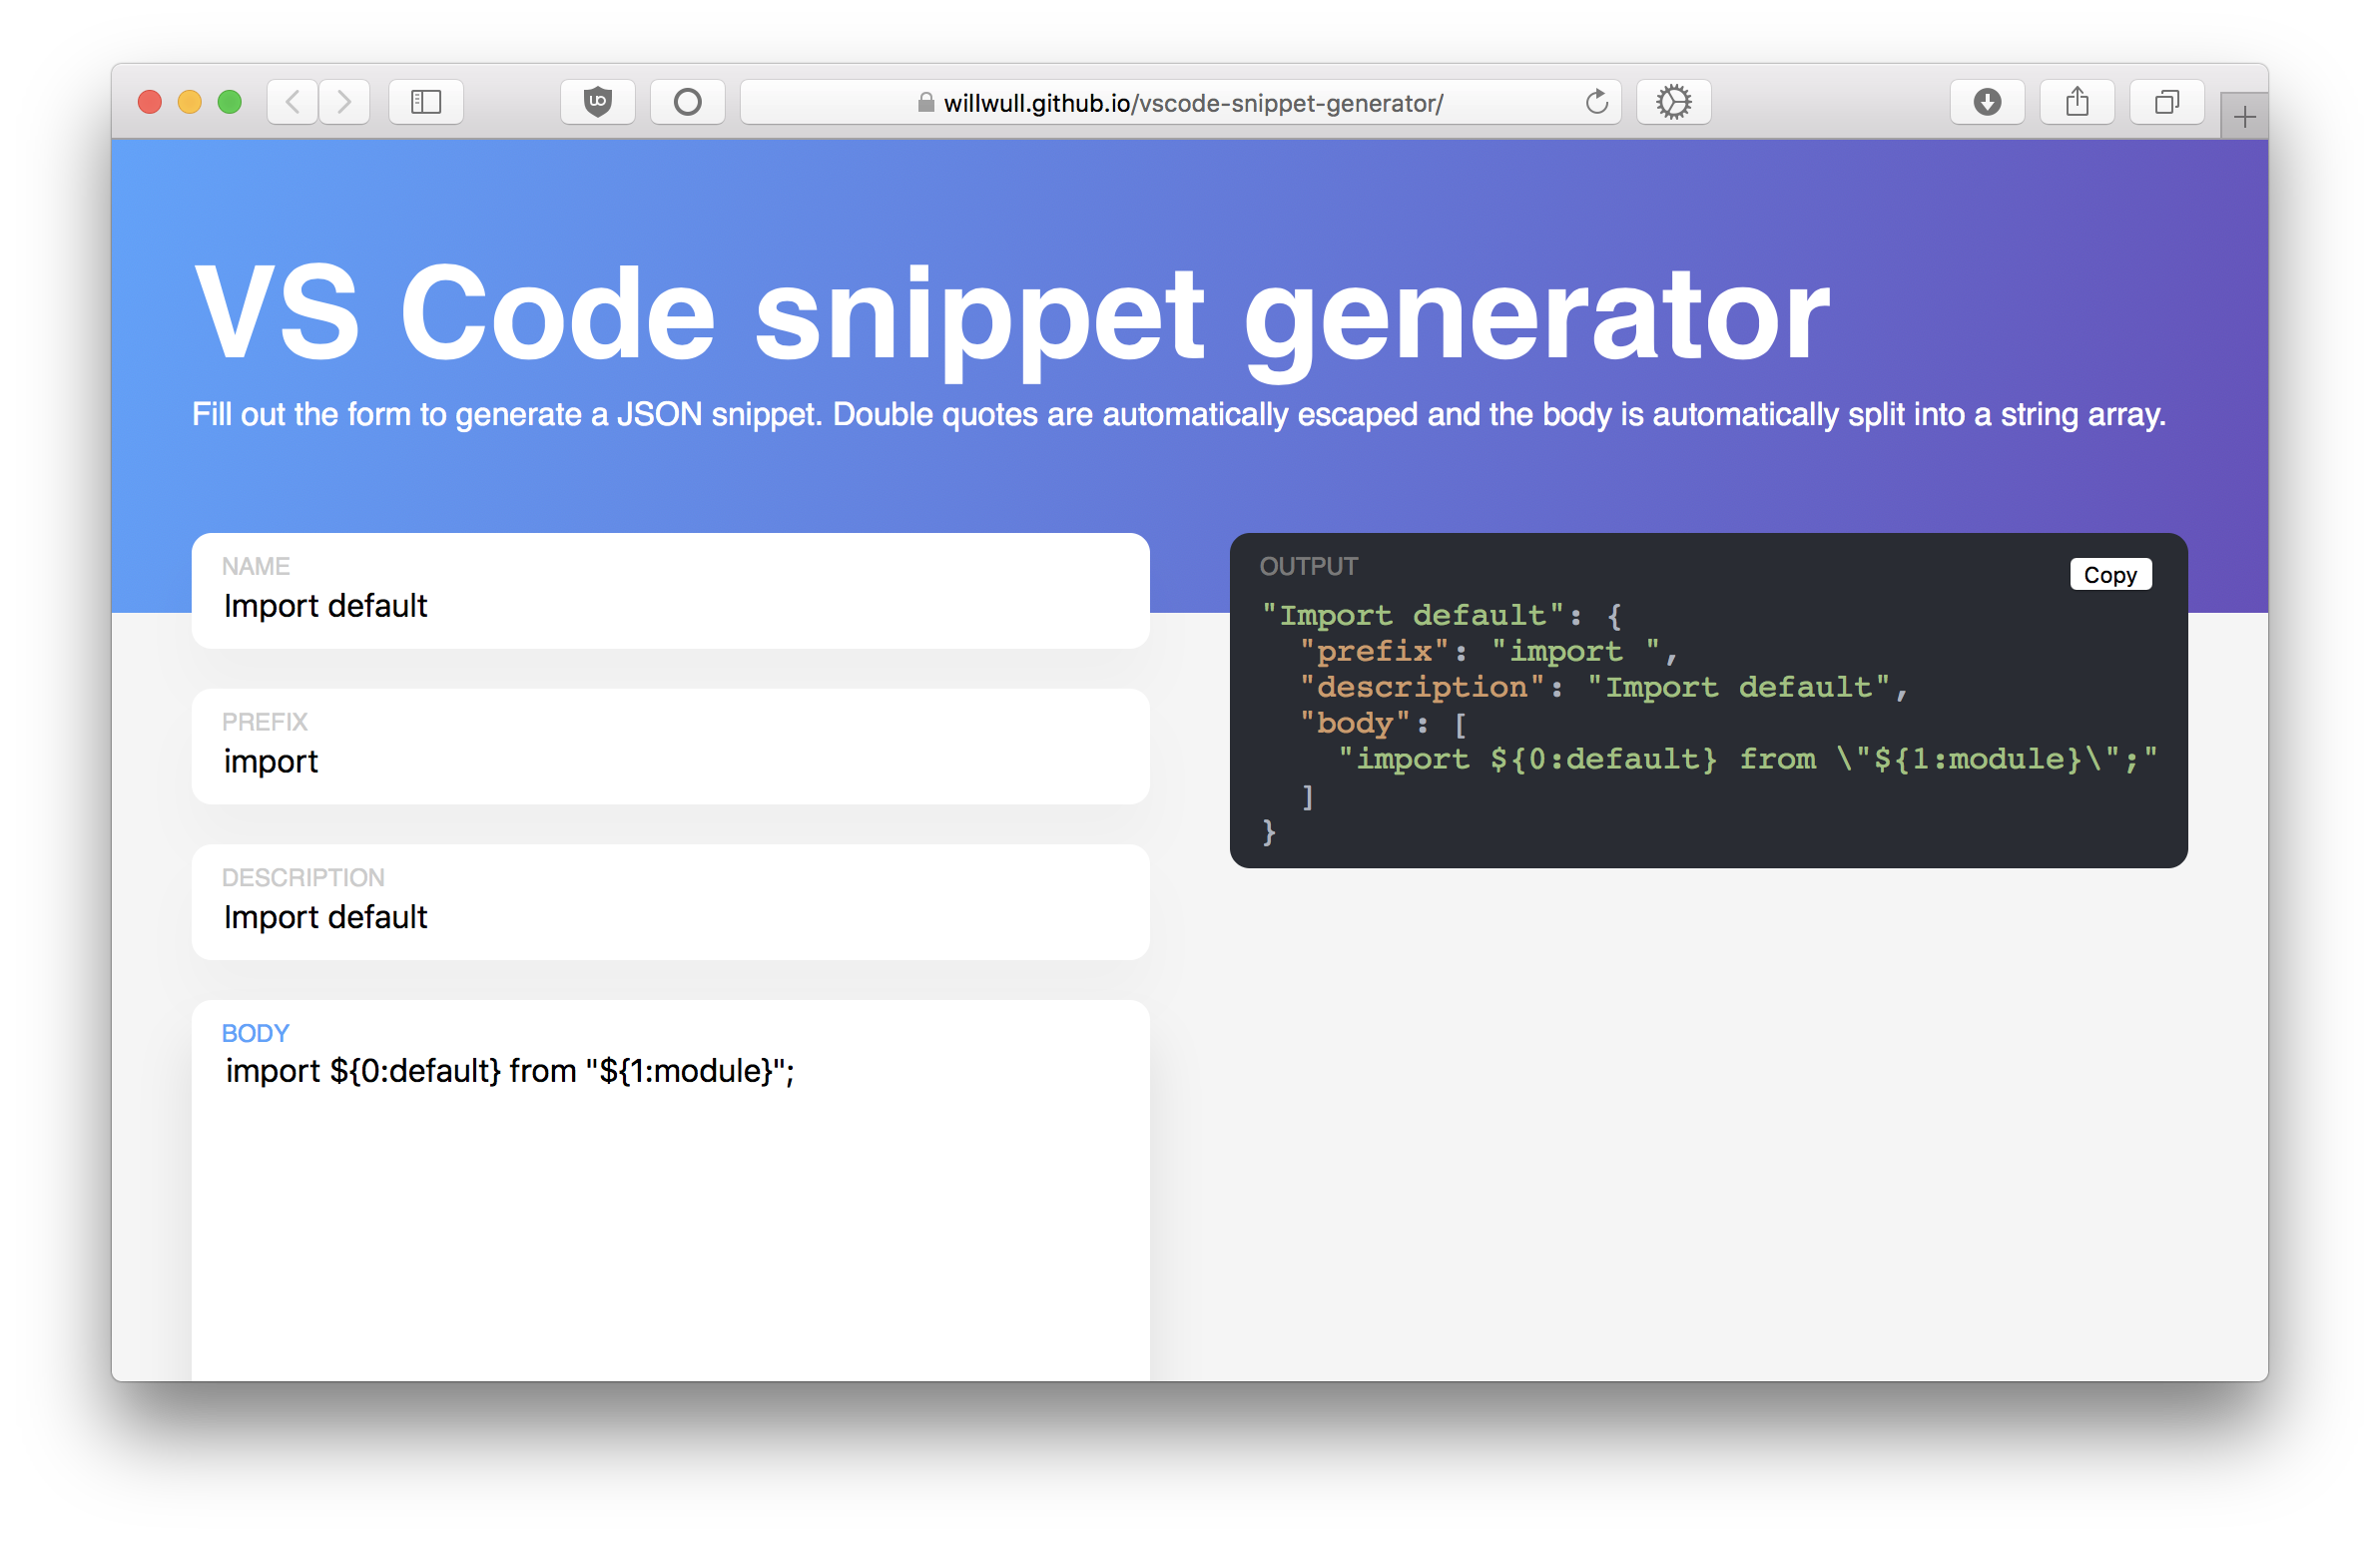 willwull.github.io/vscode-snippet-generator/
VS Code snippet generator
Fill out the form to generate a JSON snippet. Double quotes are automatically escaped and the body is automatically split into a string array.
NAME
Import default
PREFIX
import
DESCRIPTION
Import default
BODY
import ${0:default} from "${1:module}";
OUTPUT
Copy
"Import default": {
  "prefix": "import ",
  "description": "Import default",
  "body": [
    "import ${0:default} from \"${1:module}\";"
  ]
}